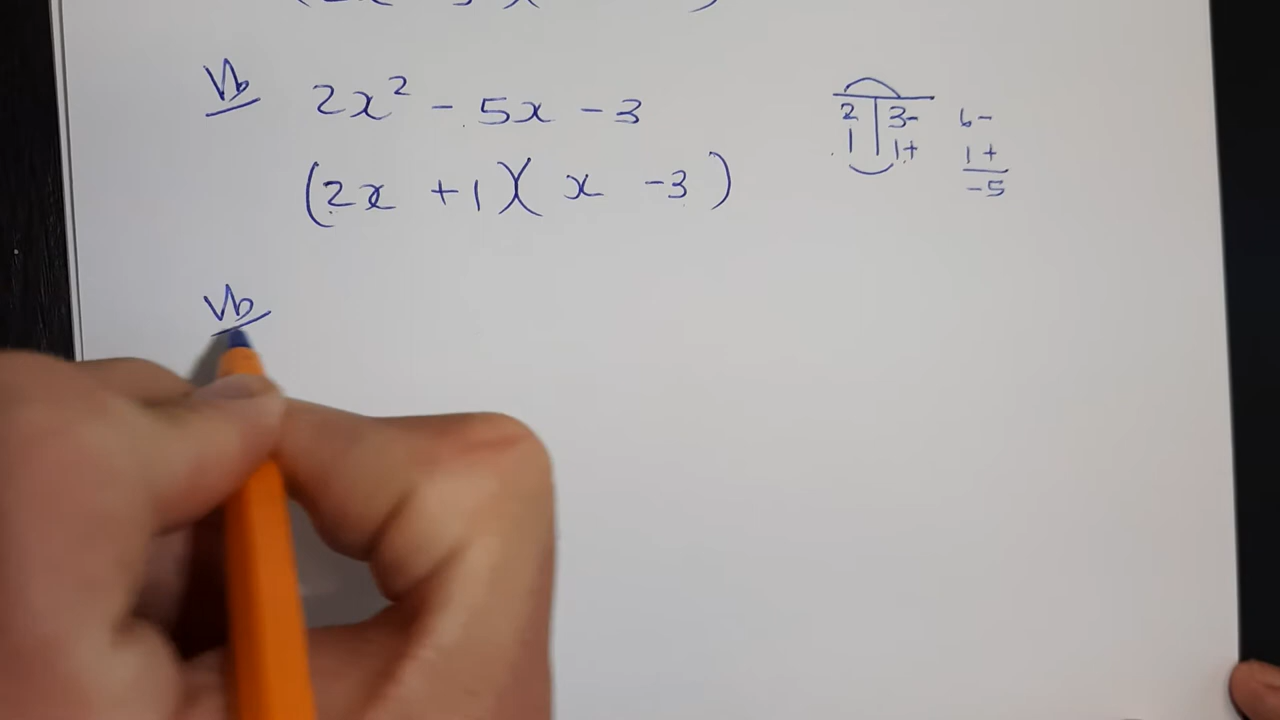 Vb 2x² - 5x - 3
(2x + 1)(x - 3)
2 | 3- 6-
1 | 1+ 1+
-5
Vb